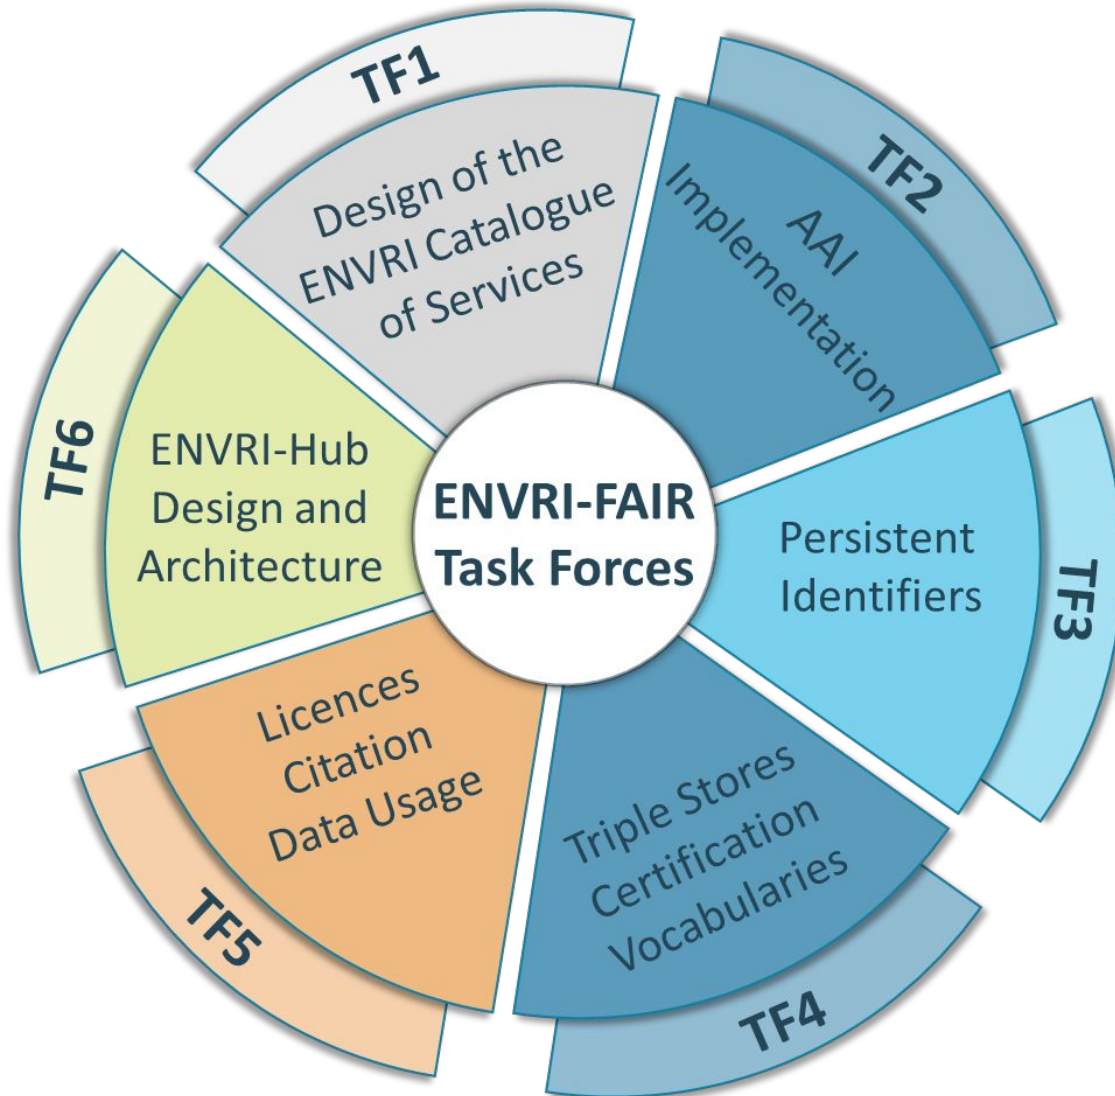 TF1
Design of the
ENVRI Catalogue
of Services
TF2
AAI
Implementation
TF3
Persistent
Identifiers
TF4
Triple Stores
Certification
Vocabularies
TF5
Licences
Citation
Data Usage
TF6
ENVRI-Hub
Design and
Architecture
ENVRI-FAIR
Task Forces